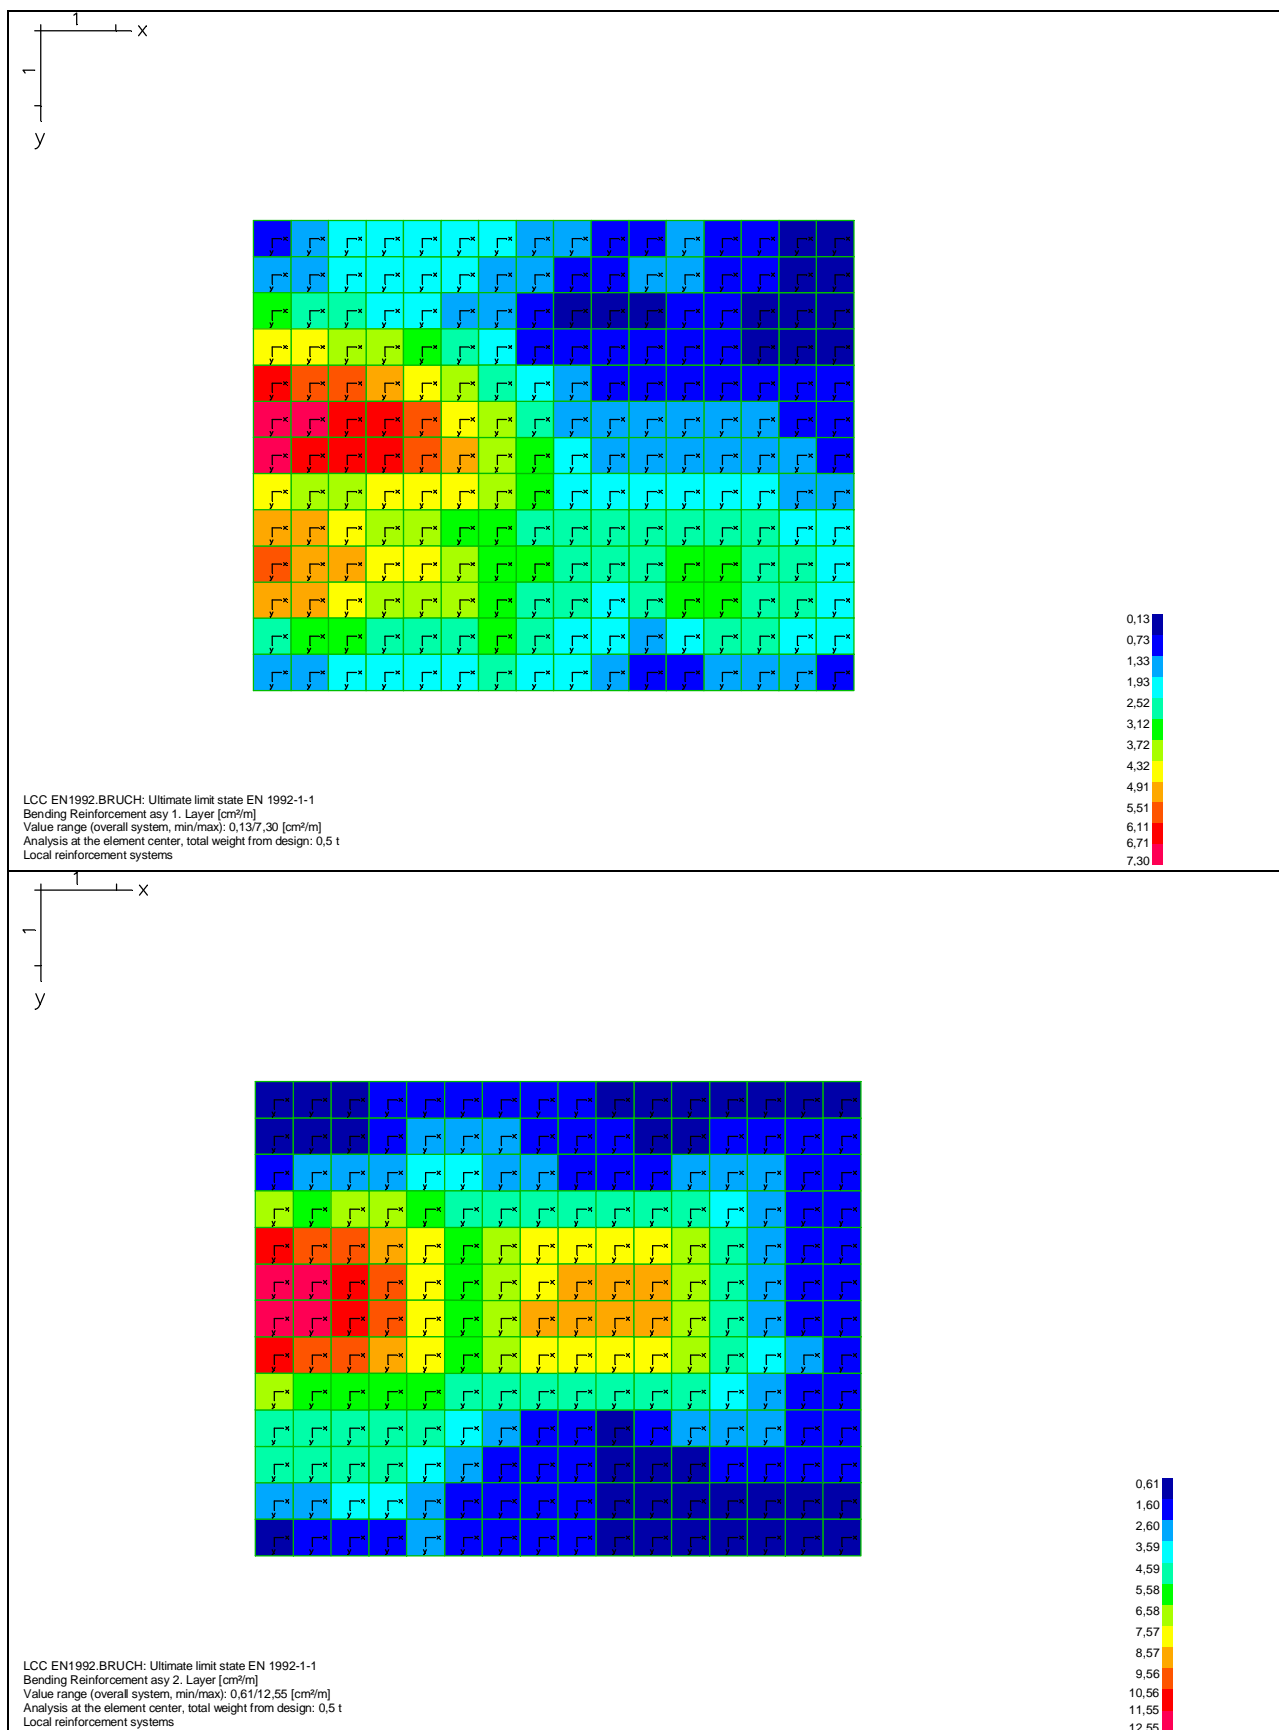 1
x
1
y
0,13
0,73
1,33
1,93
2,52
3,12
3,72
4,32
4,91
5,51
6,11
6,71
7,30
LCC EN1992.BRUCH: Ultimate limit state EN 1992-1-1
Bending Reinforcement asy 1. Layer [cm²/m]
Value range (overall system, min/max): 0,13/7,30 [cm²/m]
Analysis at the element center, total weight from design: 0,5 t
Local reinforcement systems
1
x
1
y
0,61
1,60
2,60
3,59
4,59
5,58
6,58
7,57
8,57
9,56
10,56
11,55
12,55
LCC EN1992.BRUCH: Ultimate limit state EN 1992-1-1
Bending Reinforcement asy 2. Layer [cm²/m]
Value range (overall system, min/max): 0,61/12,55 [cm²/m]
Analysis at the element center, total weight from design: 0,5 t
Local reinforcement systems